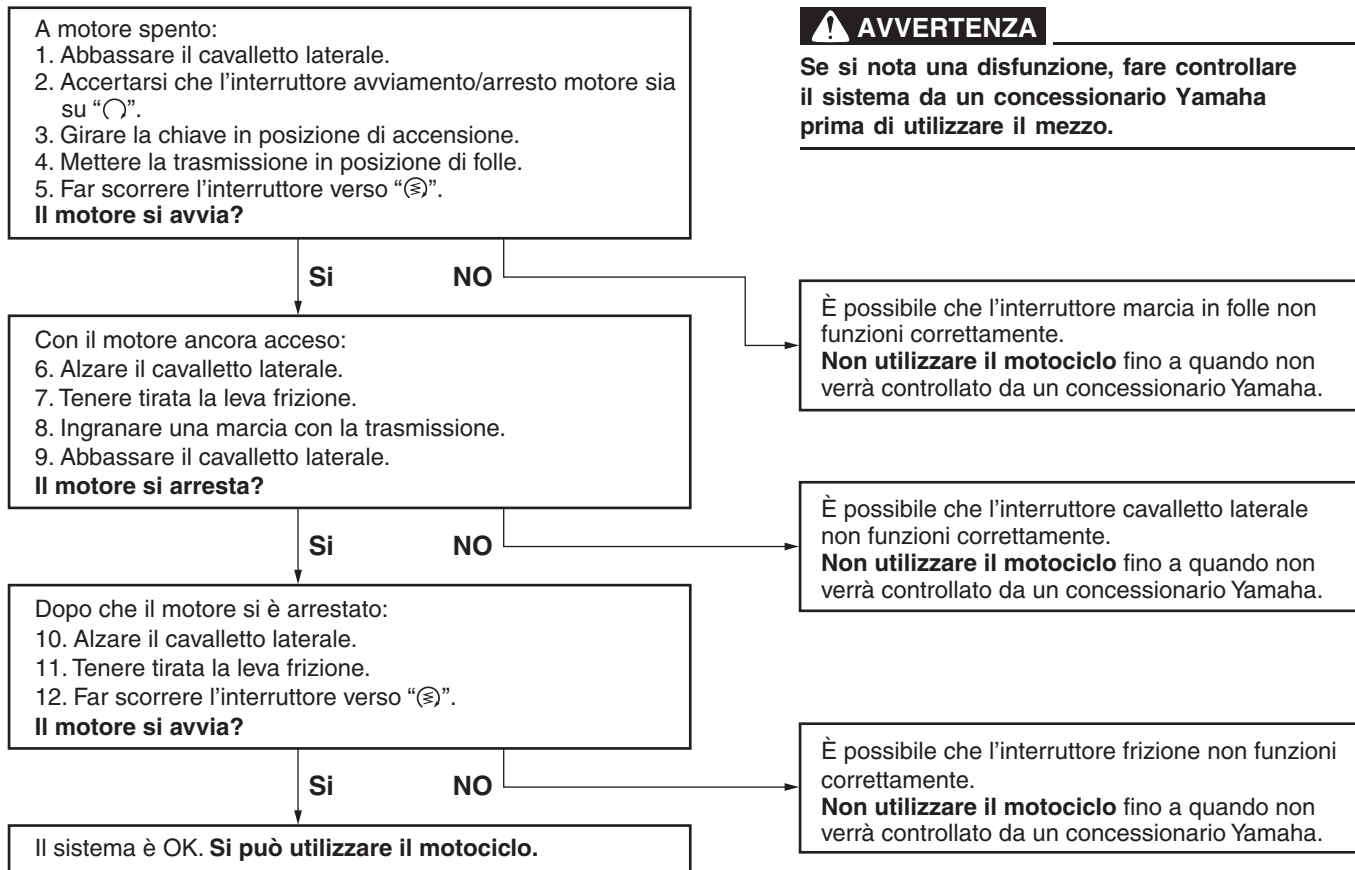 A motore spento:
1. Abbassare il cavalletto laterale.
2. Accertarsi che l'interruttore avviamento/arresto motore sia
su “○”.
3. Girare la chiave in posizione di accensione.
4. Mettere la trasmissione in posizione di folle.
5. Far scorrere l'interruttore verso “”.
Il motore si avvia?
AVVERTENZA
Se si nota una disfunzione, fare controllare
il sistema da un concessionario Yamaha
prima di utilizzare il mezzo.
Si NO
È possibile che l'interruttore marcia in folle non
funzioni correttamente.
Non utilizzare il motociclo fino a quando non
verrà controllato da un concessionario Yamaha.
Con il motore ancora acceso:
6. Alzare il cavalletto laterale.
7. Tenere tirata la leva frizione.
8. Ingranare una marcia con la trasmissione.
9. Abbassare il cavalletto laterale.
Il motore si arresta?
Si NO
È possibile che l'interruttore cavalletto laterale
non funzioni correttamente.
Non utilizzare il motociclo fino a quando non
verrà controllato da un concessionario Yamaha.
Dopo che il motore si è arrestato:
10. Alzare il cavalletto laterale.
11. Tenere tirata la leva frizione.
12. Far scorrere l'interruttore verso “”.
Il motore si avvia?
Si NO
È possibile che l'interruttore frizione non funzioni
correttamente.
Non utilizzare il motociclo fino a quando non
verrà controllato da un concessionario Yamaha.
Il sistema è OK. Si può utilizzare il motociclo.